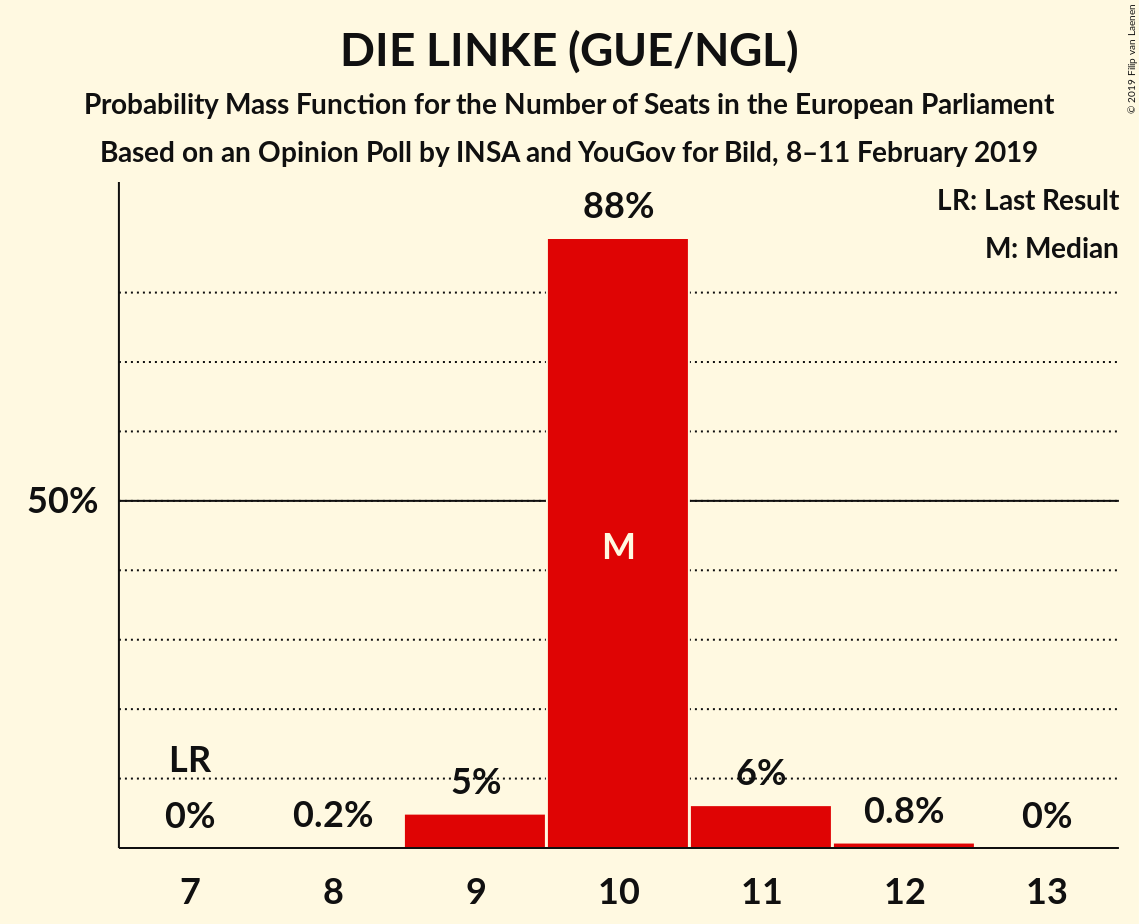 DIE LINKE (GUE/NGL)
Probability Mass Function for the Number of Seats in the European Parliament
Based on an Opinion Poll by INSA and YouGov for Bild, 8–11 February 2019
© 2019 Filip van Laenen
LR: Last Result
M: Median
88%
50%
M
LR
0%
0.2%
5%
6%
0.8%
0%
7 8 9 10 11 12 13